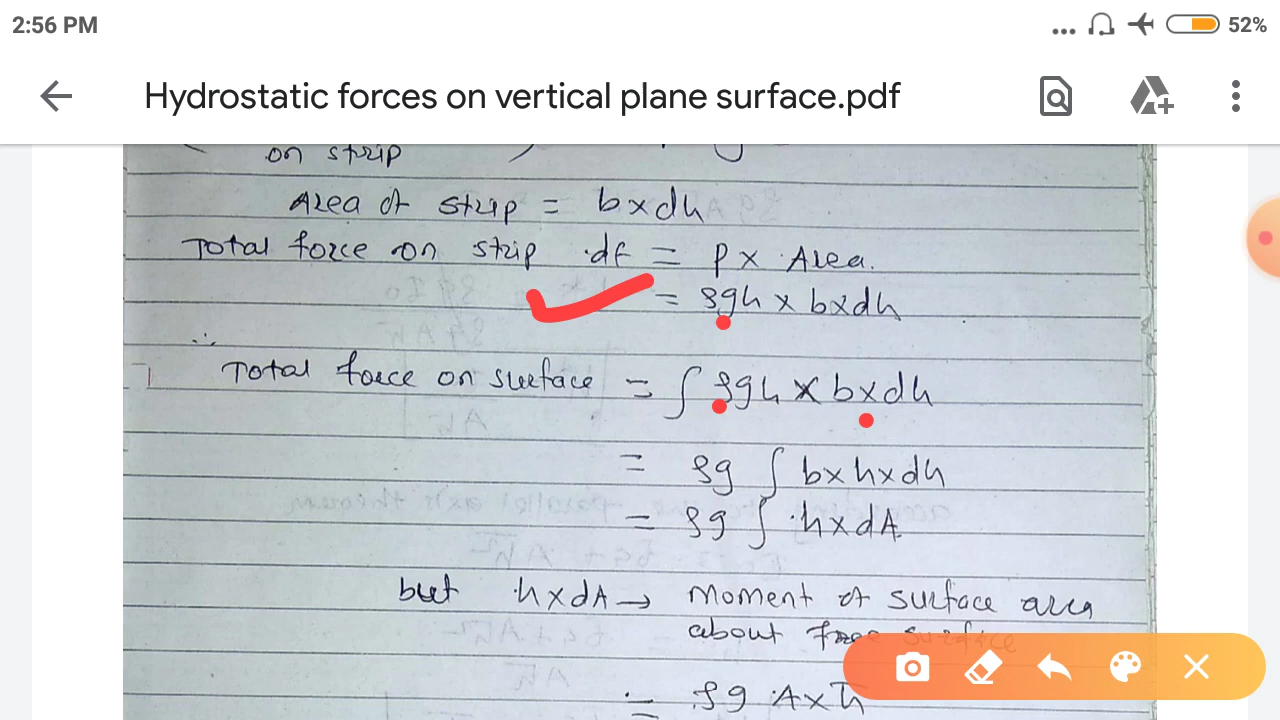 2:56 PM
... 52%
Hydrostatic forces on vertical plane surface.pdf
on strip
Area of strip = b×dh
Total force on strip df = P × Area.
= ρgh × b×dh
∴
Total force on surface = ∫ ρgh × b×dh
= ρg ∫ b×h×dh
= ρg ∫ h×dA
but h×dA → Moment of surface area
about free surface
= ρg A×h̄